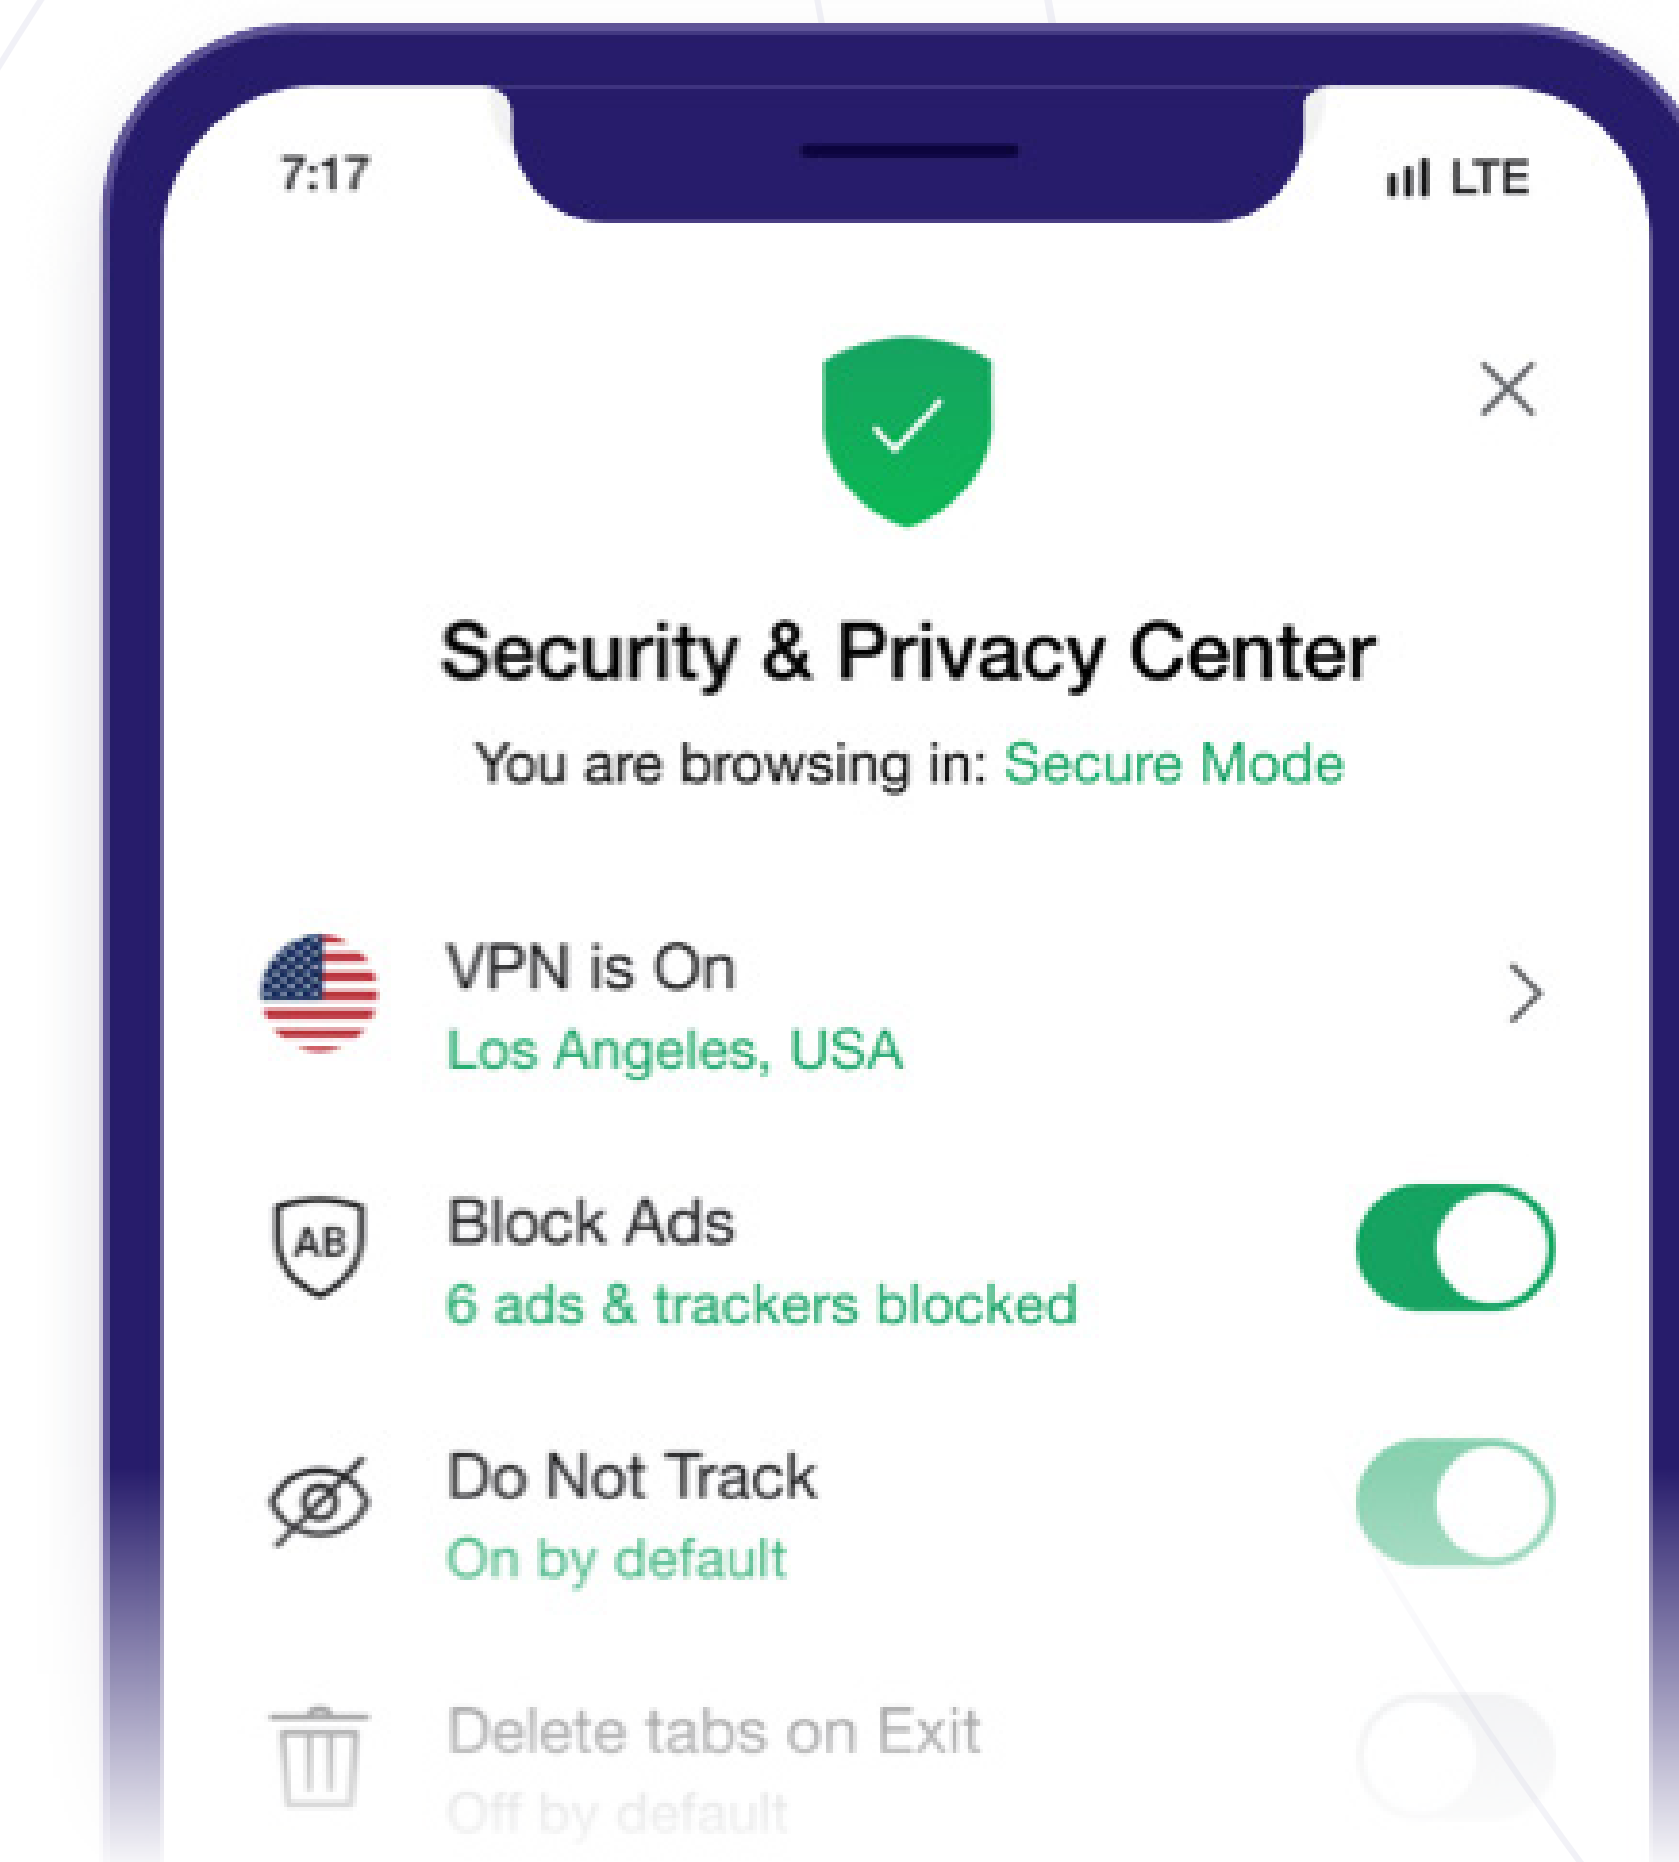 7:17
LTE
Security & Privacy Center
You are browsing in: Secure Mode
VPN is On
Los Angeles, USA
AB
Block Ads
6 ads & trackers blocked
Do Not Track
On by default
Delete tabs on Exit
Off by default